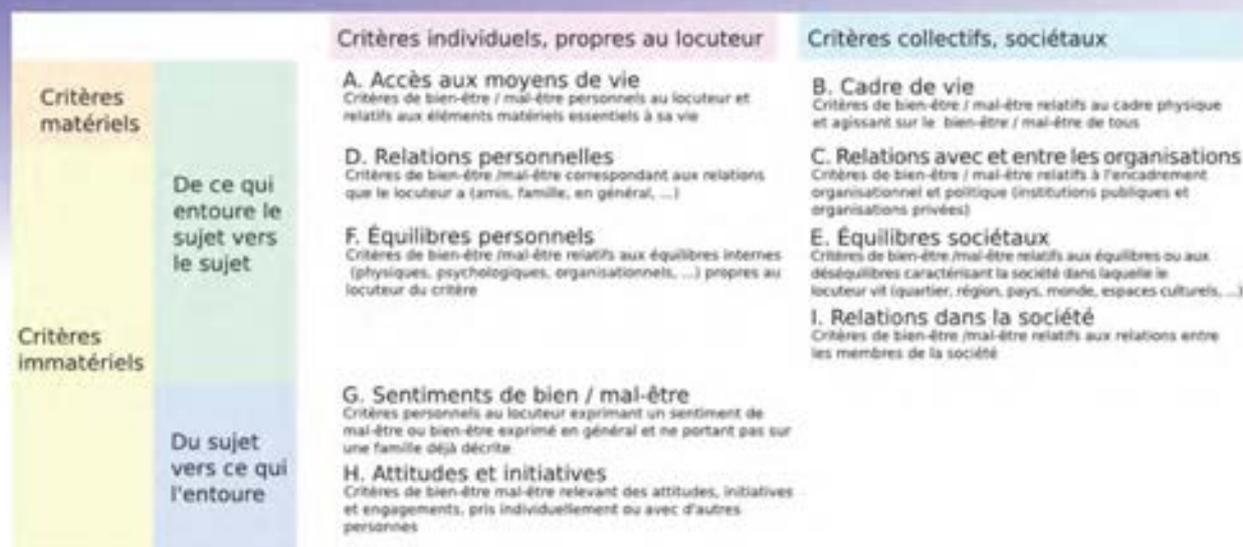 Critères individuels, propres au locuteur
Critères collectifs, sociétaux
Critères
matériels
De ce qui
entoure le
sujet vers
le sujet
Critères
immatériels
Du sujet
vers ce qui
l'entoure
A. Accès aux moyens de vie
Critères de bien-être / mal-être personnels au locuteur et
relatifs aux éléments matériels essentiels à sa vie
B. Cadre de vie
Critères de bien-être / mal-être relatifs au cadre physique
et agissant sur le bien-être / mal-être de tous
D. Relations personnelles
Critères de bien-être /mal-être correspondant aux relations
que le locuteur a (amis, famille, en général, ...)
C. Relations avec et entre les organisations
Critères de bien-être / mal-être relatifs à l'encadrement
organisationnel et politique (institutions publiques et
organisations privées)
F. Équilibres personnels
Critères de bien-être /mal-être relatifs aux équilibres internes
(physiques, psychologiques, organisationnels, ...) propres au
locuteur du critère
E. Équilibres sociétaux
Critères de bien-être /mal-être relatifs aux équilibres ou aux
déséquilibres caractérisant la société dans laquelle le
locuteur vit (quartier, région, pays, monde, espaces culturels, ...)
I. Relations dans la société
Critères de bien-être /mal-être relatifs aux relations entre
les membres de la société
G. Sentiments de bien / mal-être
Critères personnels au locuteur exprimant un sentiment de
mal-être ou bien-être exprimé en général et ne portant pas sur
une famille déjà décrite
H. Attitudes et initiatives
Critères de bien-être mal-être relevant des attitudes, initiatives
et engagements, pris individuellement ou avec d'autres
personnes